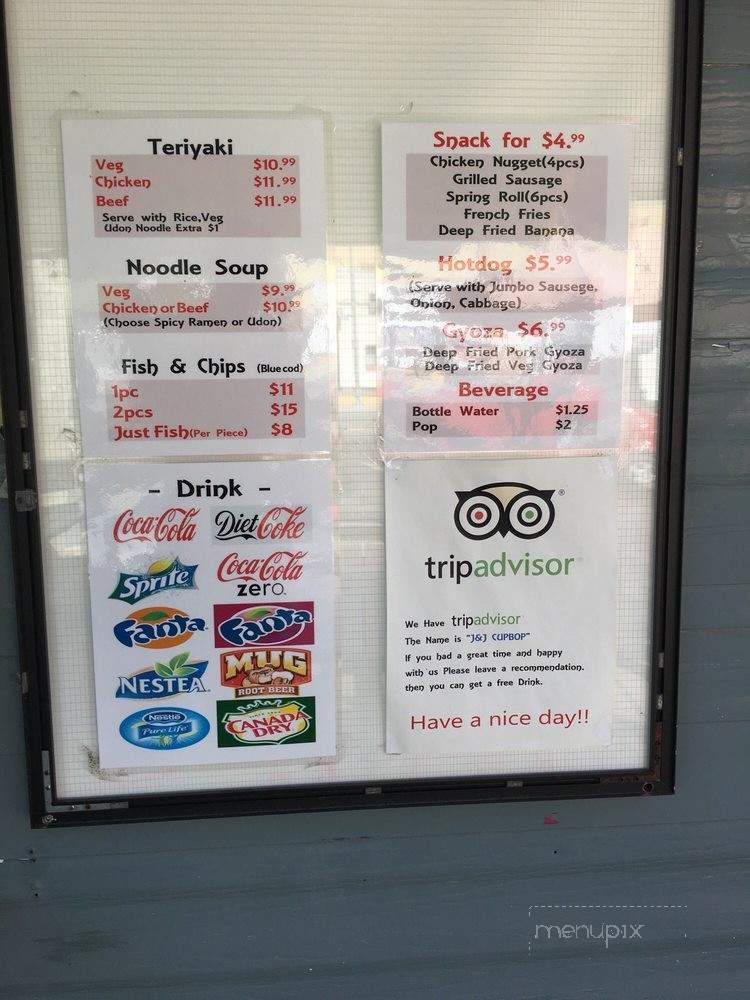 Teriyaki
Veg $10.99
Chicken $11.99
Beef $11.99
Serve with Rice,Veg
Udon Noodle Extra $1
Noodle Soup
Veg $9.99
Chicken or Beef $10.99
(Choose Spicy Ramen or Udon)
Fish & Chips (Blue cod)
1pc $11
2pcs $15
Just Fish(Per Piece) $8
Snack for $4.99
Chicken Nugget(4pcs)
Grilled Sausage
Spring Roll(6pcs)
French Fries
Deep Fried Banana
Hotdog $5.99
(Serve with Jumbo Sausege,
Onion, Cabbage)
Gyoza $6.99
Deep Fried Pork Gyoza
Deep Fried Veg Gyoza
Beverage
Bottle Water $1.25
Pop $2
- Drink -
Coca-Cola Diet Coke
Sprite Coca-Cola zero
Fanta Fanta
NESTEA MUG ROOT BEER
Nestlé Pure Life CANADA DRY
tripadvisor®
We Have tripadvisor
The Name is "J&J CUPBOP"
If you had a great time and happy
with us Please leave a recommendation.
then you can get a free Drink.
Have a nice day!!
menupix